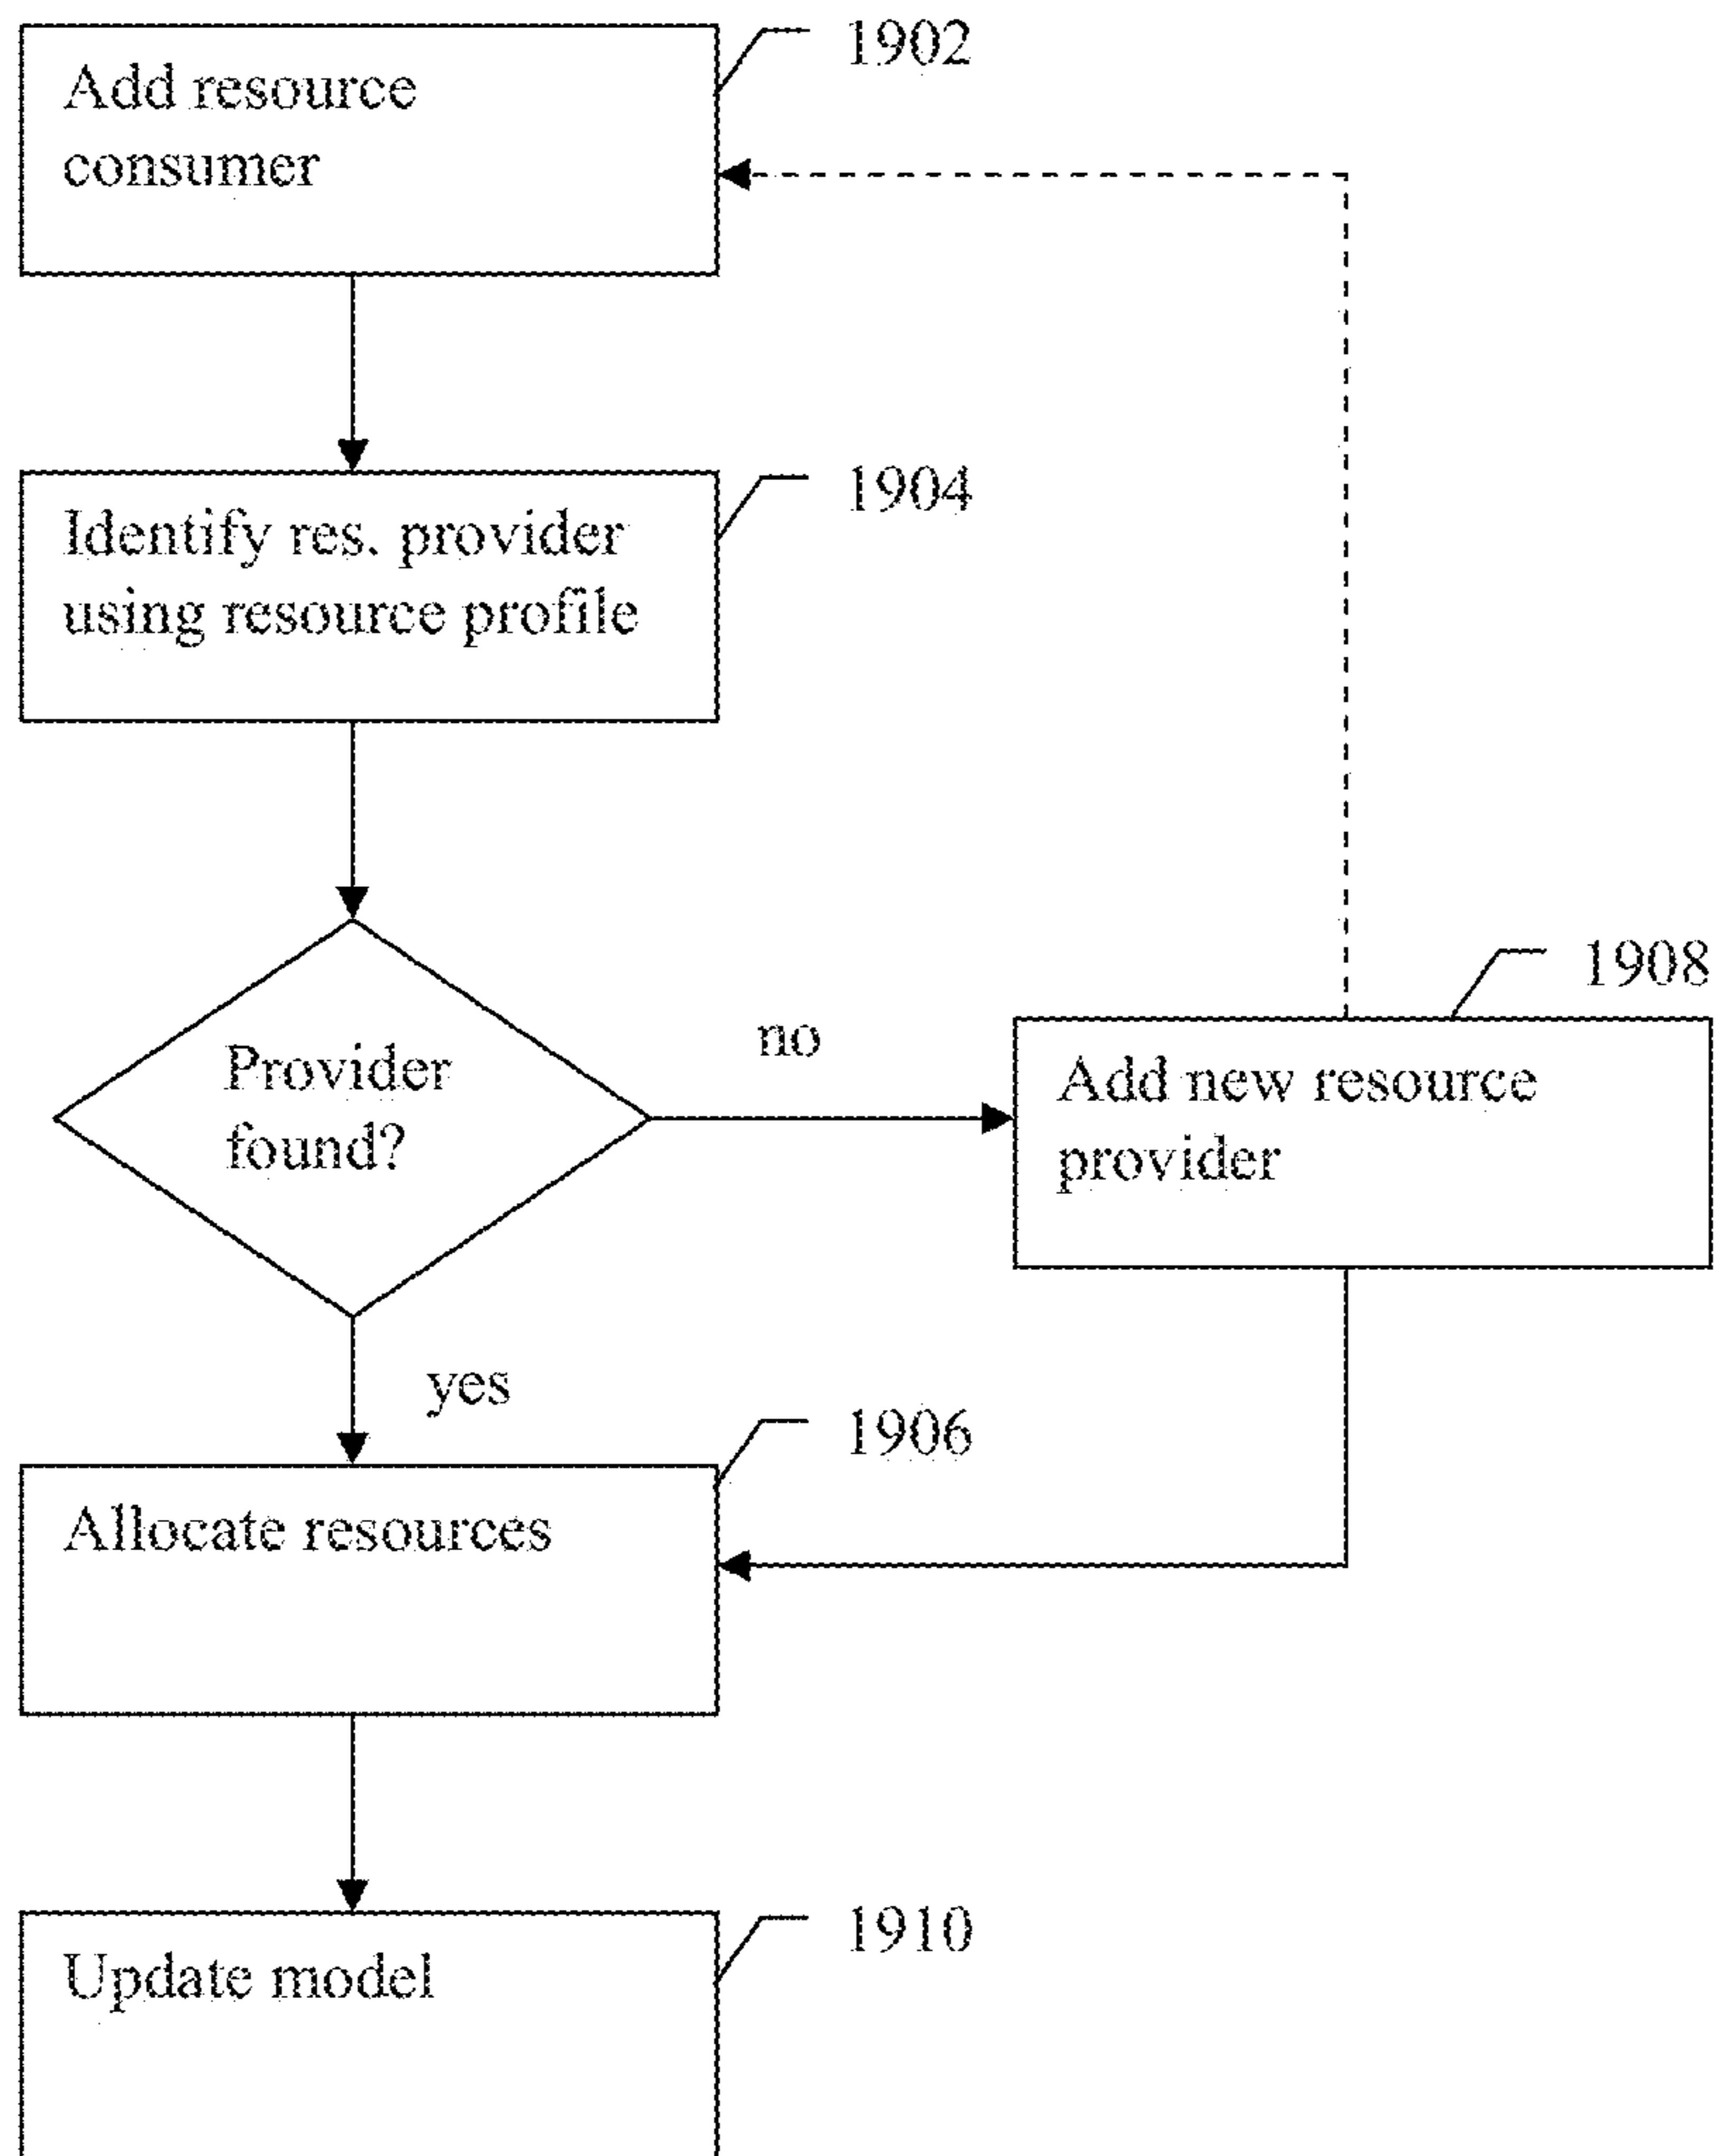 1902
Add resource
consumer
1904
Identify res. provider
using resource profile
1908
no
Provider
found?
Add new resource
provider
yes
1906
Allocate resources
1910
Update model